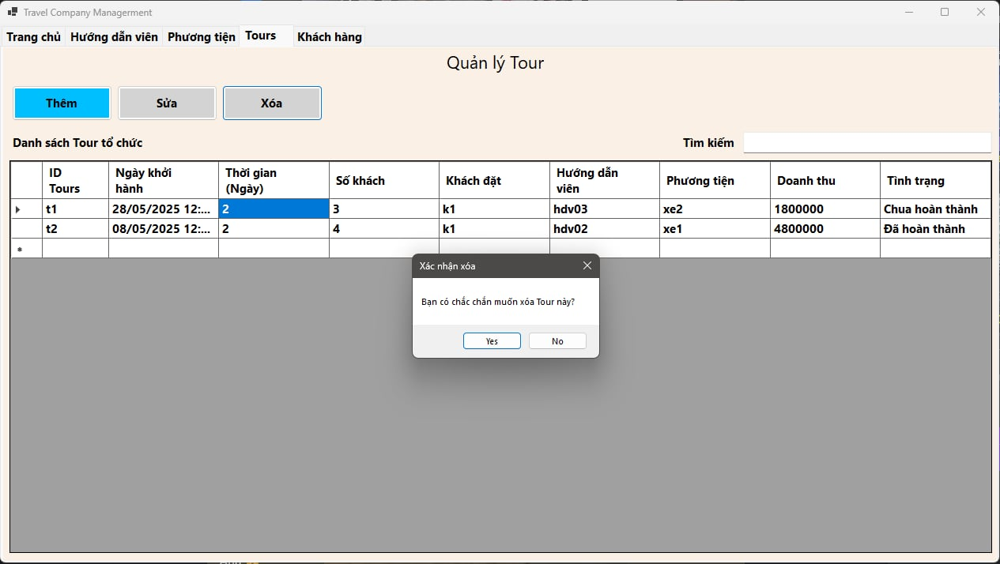 Travel Company Managerment
Trang chủ Hướng dẫn viên Phương tiện Tours Khách hàng
Quản lý Tour
Thêm Sửa Xóa
Danh sách Tour tổ chức Tìm kiếm
ID Tours Ngày khởi hành Thời gian (Ngày) Số khách Khách đặt Hướng dẫn viên Phương tiện Doanh thu Tình trạng
t1 28/05/2025 12:... 2 3 k1 hdv03 xe2 1800000 Chua hoàn thành
t2 08/05/2025 12:... 2 4 k1 hdv02 xe1 4800000 Đã hoàn thành
Xác nhận xóa
Bạn có chắc chắn muốn xóa Tour này?
Yes No